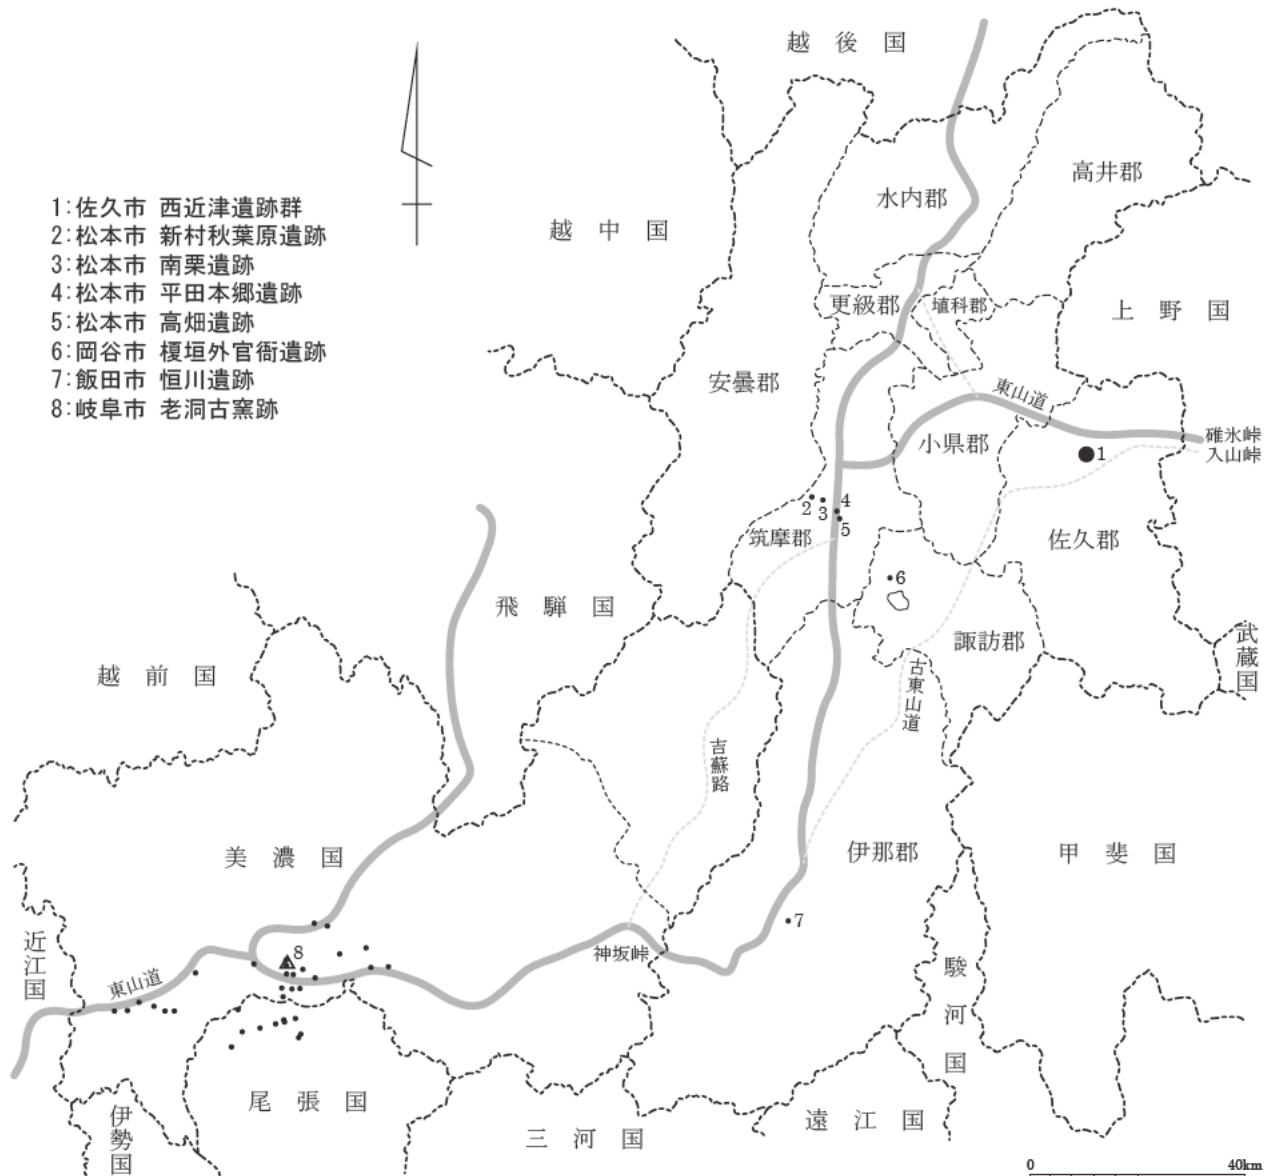 1:佐久市 西近津遺跡群
2:松本市 新村秋葉原遺跡
3:松本市 南栗遺跡
4:松本市 平田本郷遺跡
5:松本市 高畑遺跡
6:岡谷市 榎垣外官衙遺跡
7:飯田市 恒川遺跡
8:岐阜市 老洞古窯跡
越後国
高井郡
水内郡
越中国
更級郡
埴科郡
上野国
安曇郡
東山道
小県郡
碓氷峠
入山峠
1
2
3
4
5
筑摩郡
佐久郡
6
飛騨国
諏訪郡
武蔵国
越前国
古東山道
吉蘇路
美濃国
伊那郡
甲斐国
7
近江国
8
神坂峠
東山道
駿河国
尾張国
伊勢国
三河国
遠江国
0 40km